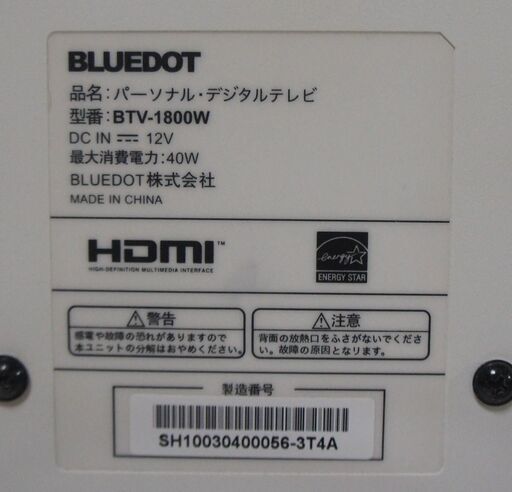 BLUEDOT
品名：パーソナル・デジタルテレビ
型番：BTV-1800W
DC IN ⎓ 12V
最大消費電力：40W
BLUEDOT株式会社
MADE IN CHINA
HDMI™
HIGH-DEFINITION MULTIMEDIA INTERFACE
energy
ENERGY STAR
⚠警告
感電や故障の恐れがありますので
本ユニットの分解はおやめください。
⚠注意
背面の放熱口をふさがないでくださ
い。故障の原因となります。
製造番号
SH10030400056-3T4A